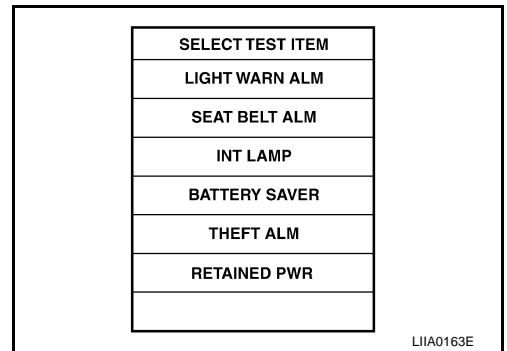 SELECT TEST ITEM
LIGHT WARN ALM
SEAT BELT ALM
INT LAMP
BATTERY SAVER
THEFT ALM
RETAINED PWR
LIIA0163E